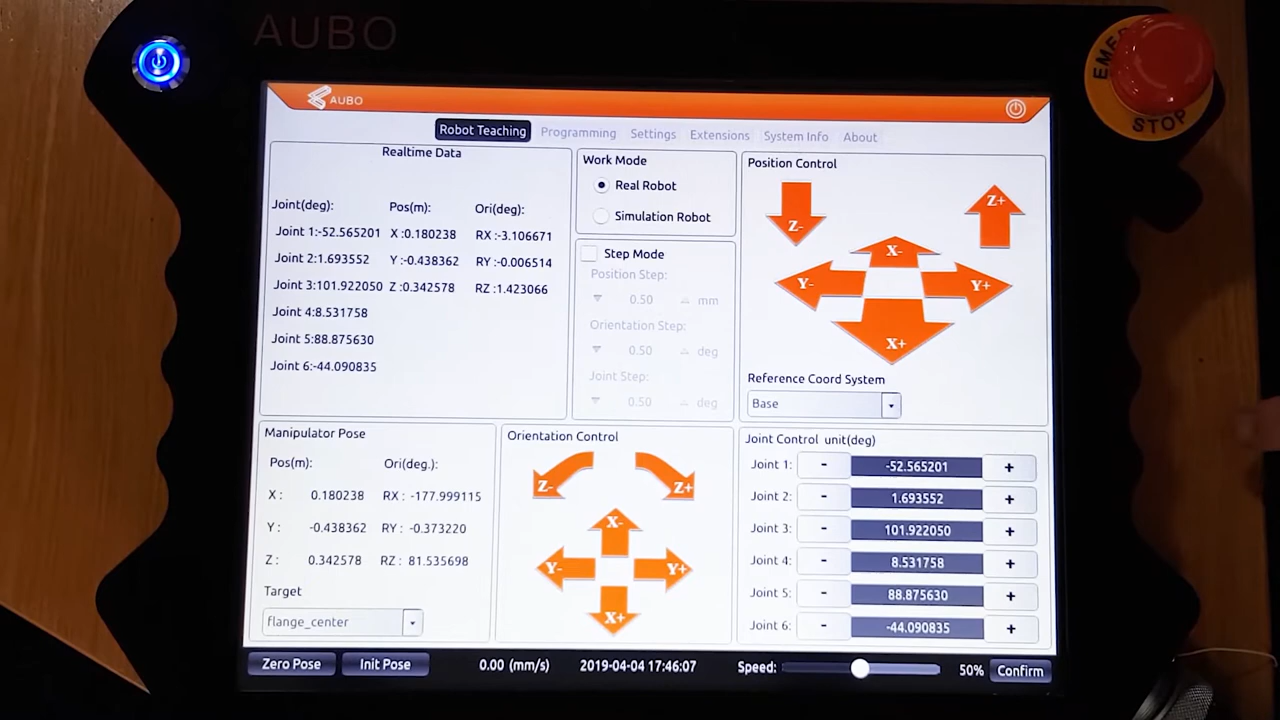 AUBO
EME
STOP
AUBO
Robot Teaching Programming Settings Extensions System Info About
Realtime Data
Joint(deg): Pos(m): Ori(deg):
Joint 1:-52.565201 X :0.180238 RX :-3.106671
Joint 2:1.693552 Y :-0.438362 RY :-0.006514
Joint 3:101.922050 Z :0.342578 RZ :1.423066
Joint 4:8.531758
Joint 5:88.875630
Joint 6:-44.090835
Work Mode
Real Robot
Simulation Robot
Step Mode
Position Step:
0.50 mm
Orientation Step:
0.50 deg
Joint Step:
0.50 deg
Position Control
Z- Z+
X-
Y- Y+
X+
Reference Coord System
Base
Manipulator Pose
Pos(m): Ori(deg.):
X : 0.180238 RX : -177.999115
Y : -0.438362 RY : -0.373220
Z : 0.342578 RZ : 81.535698
Target
flange_center
Orientation Control
Z- Z+
X-
Y- Y+
X+
Joint Control unit(deg)
Joint 1: - -52.565201 +
Joint 2: - 1.693552 +
Joint 3: - 101.922050 +
Joint 4: - 8.531758 +
Joint 5: - 88.875630 +
Joint 6: - -44.090835 +
Zero Pose Init Pose 0.00 (mm/s) 2019-04-04 17:46:07 Speed: 50% Confirm